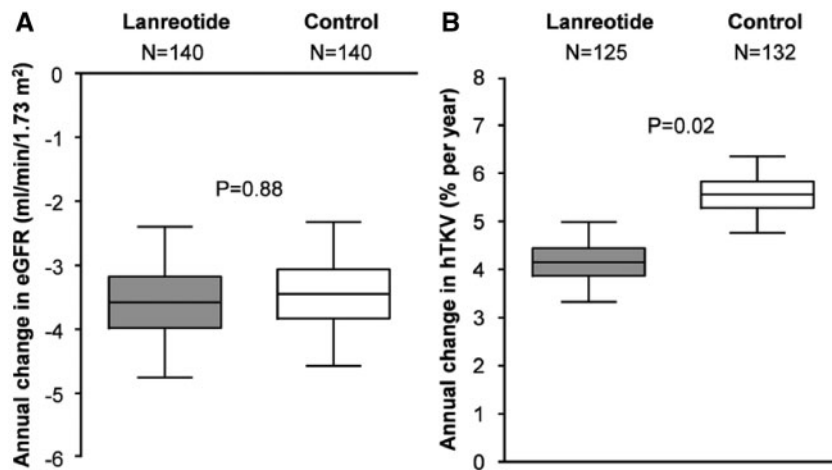 A
Lanreotide Control
N=140 N=140
Annual change in eGFR (ml/min/1.73 m²)
0
-1
-2
-3
-4
-5
-6
P=0.88
B
Lanreotide Control
N=125 N=132
Annual change in hTKV (% per year)
8
7
6
5
4
3
2
1
0
P=0.02